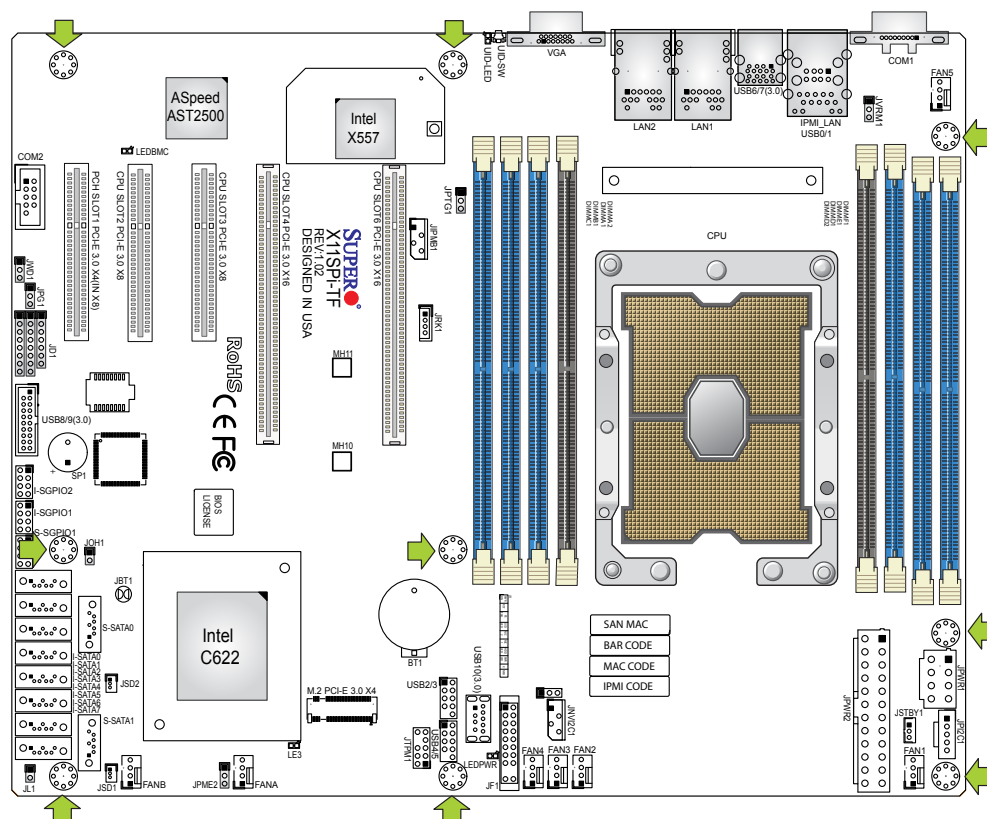 UID-LED
UID-SW
VGA
LAN2
LAN1
USB6/7(3.0)
IPMI_LAN
USB0/1
COM1
FAN5
JVRM1
ASpeed
AST2500
Intel
X557
LEDBMC
COM2
PCH SLOT1 PCI-E 3.0 X4(IN X8)
CPU SLOT2 PCI-E 3.0 X8
CPU SLOT3 PCI-E 3.0 X8
CPU SLOT4 PCI-E 3.0 X16
CPU SLOT6 PCI-E 3.0 X16
JPTG1
JIPMB1
SUPER
X11SPi-TF
REV:1.02
DESIGNED IN USA
JRK1
DIMMA2
DIMMA1
DIMMB1
DIMMC1
DIMMF1
DIMME1
DIMMD1
DIMMD2
CPU
JWD1
JPG1
JD1
RoHS
CE FC
MH11
MH10
USB8/9(3.0)
SP1
+
I-SGPIO2
I-SGPIO1
S-SGPIO1
BIOS
LICENSE
JOH1
JBT1
S-SATA0
I-SATA0
I-SATA1
I-SATA2
I-SATA3
I-SATA4
I-SATA5
I-SATA6
I-SATA7
S-SATA1
JSD2
Intel
C622
BT1
M.2 PCI-E 3.0 X4
USB2/3
USB10(3.0)
USB4/5
JTPM1
LEDPWR
JNVI2C1
SAN MAC
BAR CODE
MAC CODE
IPMI CODE
JPWR2
JPWR1
JSTBY1
JPI2C1
FAN1
FAN4
FAN3
FAN2
JF1
LE3
JL1
JSD1
FANB
JPME2
FANA